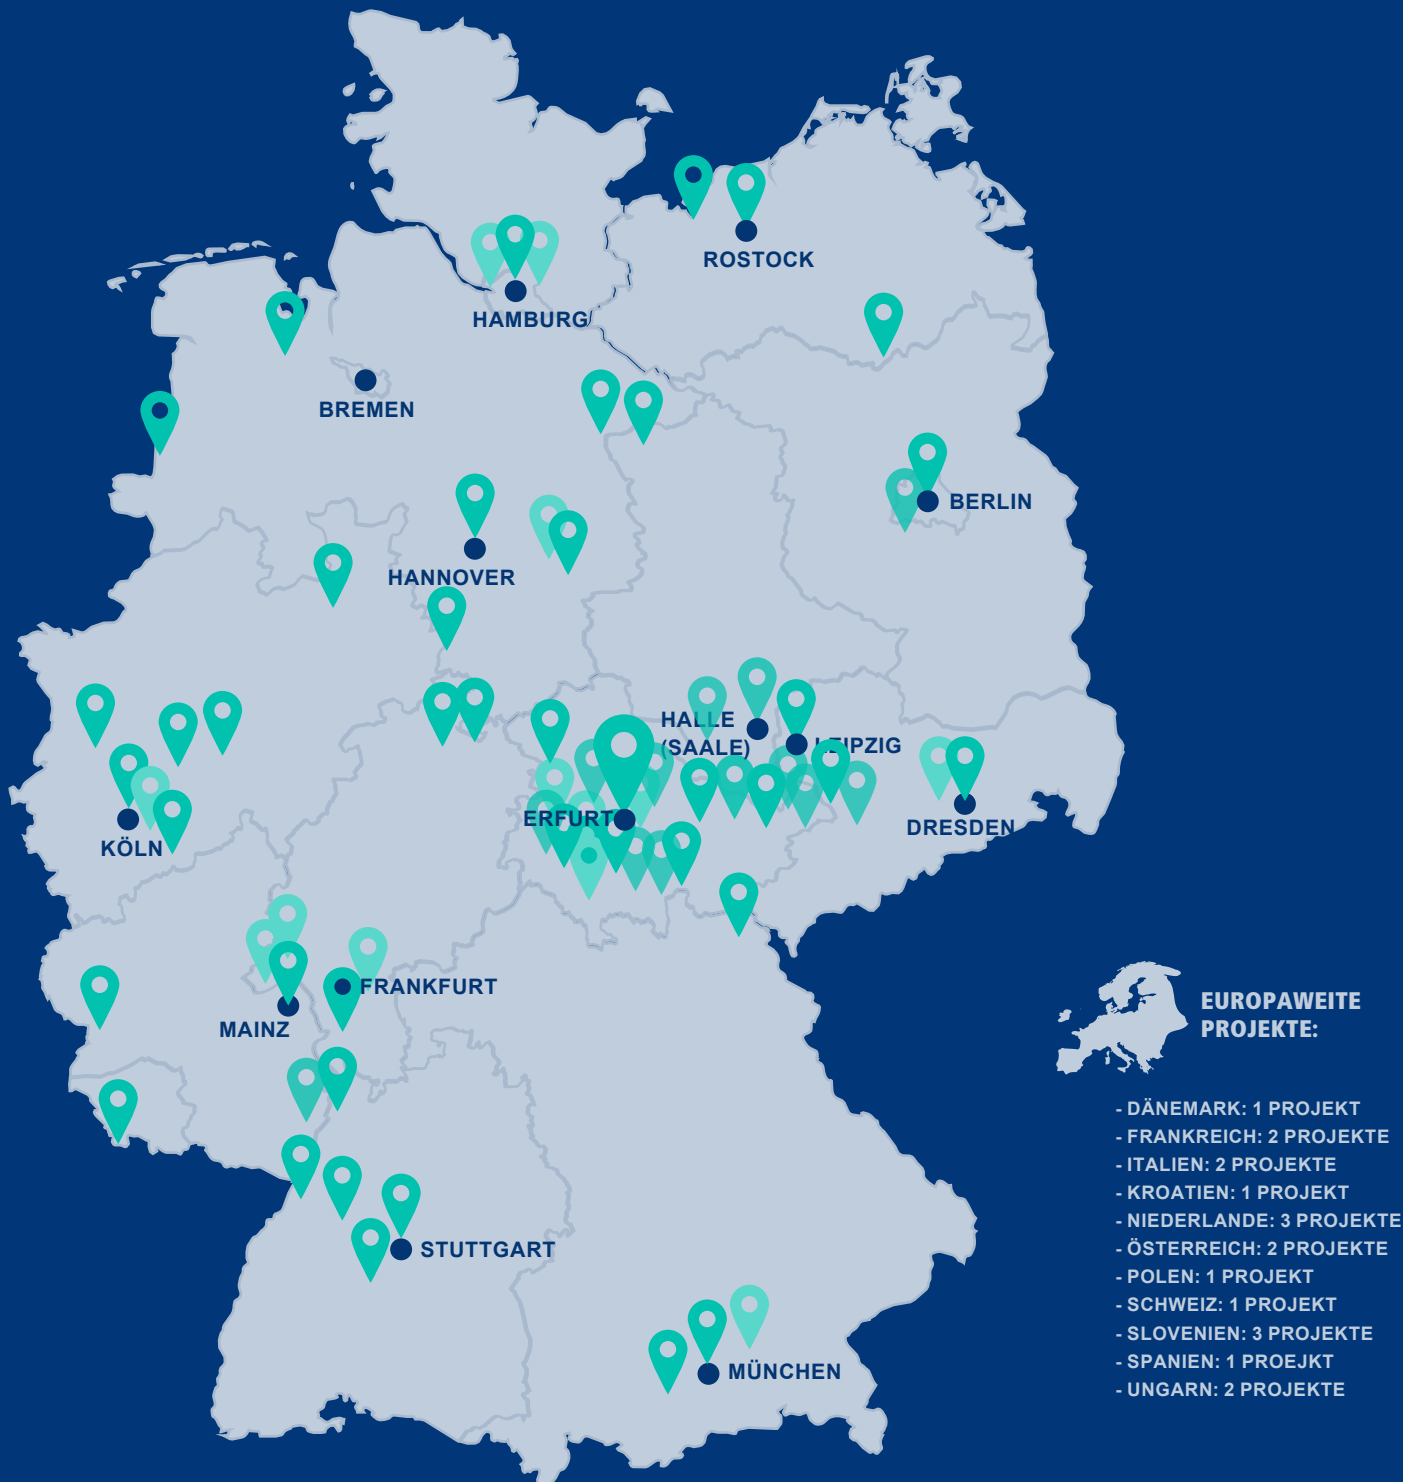 ROSTOCK
HAMBURG
BREMEN
BERLIN
HANNOVER
HALLE
(SAALE)
LEIPZIG
ERFURT
DRESDEN
KÖLN
FRANKFURT
MAINZ
STUTTGART
MÜNCHEN
EUROPAWEITE
PROJEKTE:
- DÄNEMARK: 1 PROJEKT
- FRANKREICH: 2 PROJEKTE
- ITALIEN: 2 PROJEKTE
- KROATIEN: 1 PROJEKT
- NIEDERLANDE: 3 PROJEKTE
- ÖSTERREICH: 2 PROJEKTE
- POLEN: 1 PROJEKT
- SCHWEIZ: 1 PROJEKT
- SLOVENIEN: 3 PROJEKTE
- SPANIEN: 1 PROEJKT
- UNGARN: 2 PROJEKTE